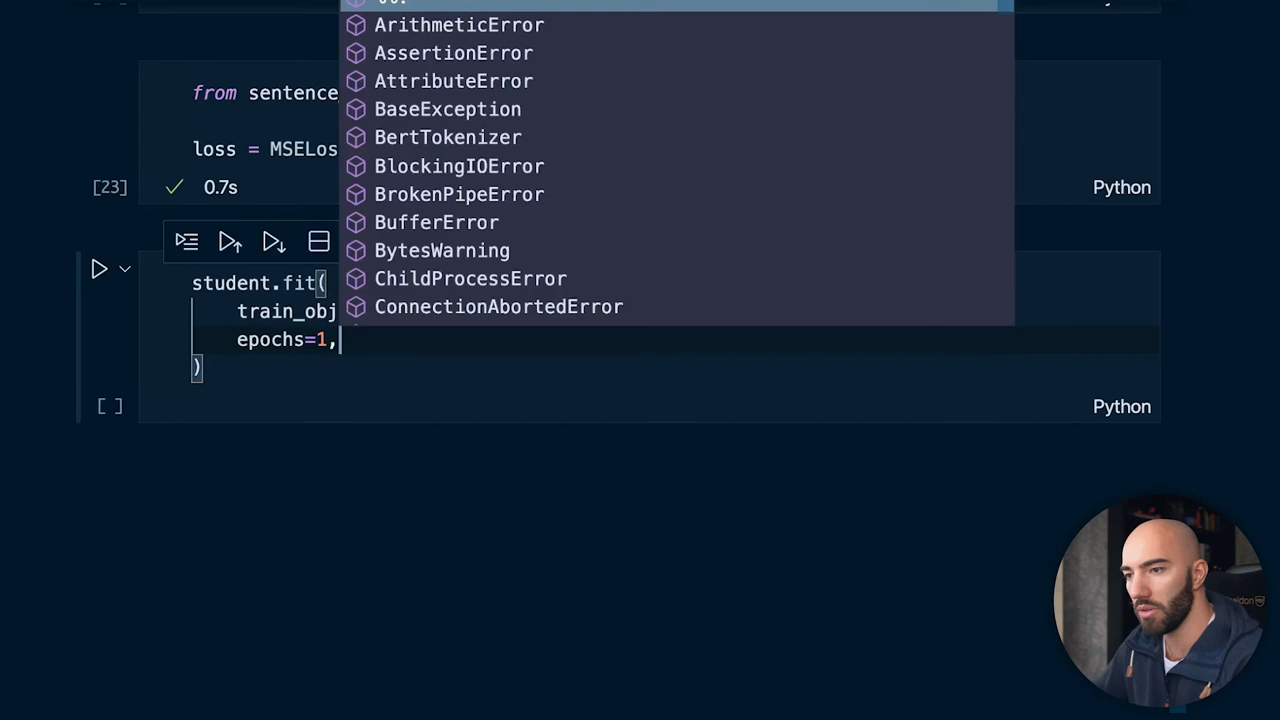 ArithmeticError
AssertionError
AttributeError
BaseException
BertTokenizer
BlockingIOError
BrokenPipeError
BufferError
BytesWarning
ChildProcessError
ConnectionAbortedError
from sentence
loss = MSELos
[23]
0.7s
Python
student.fit(
train_obj
epochs=1,
)
[ ]
Python